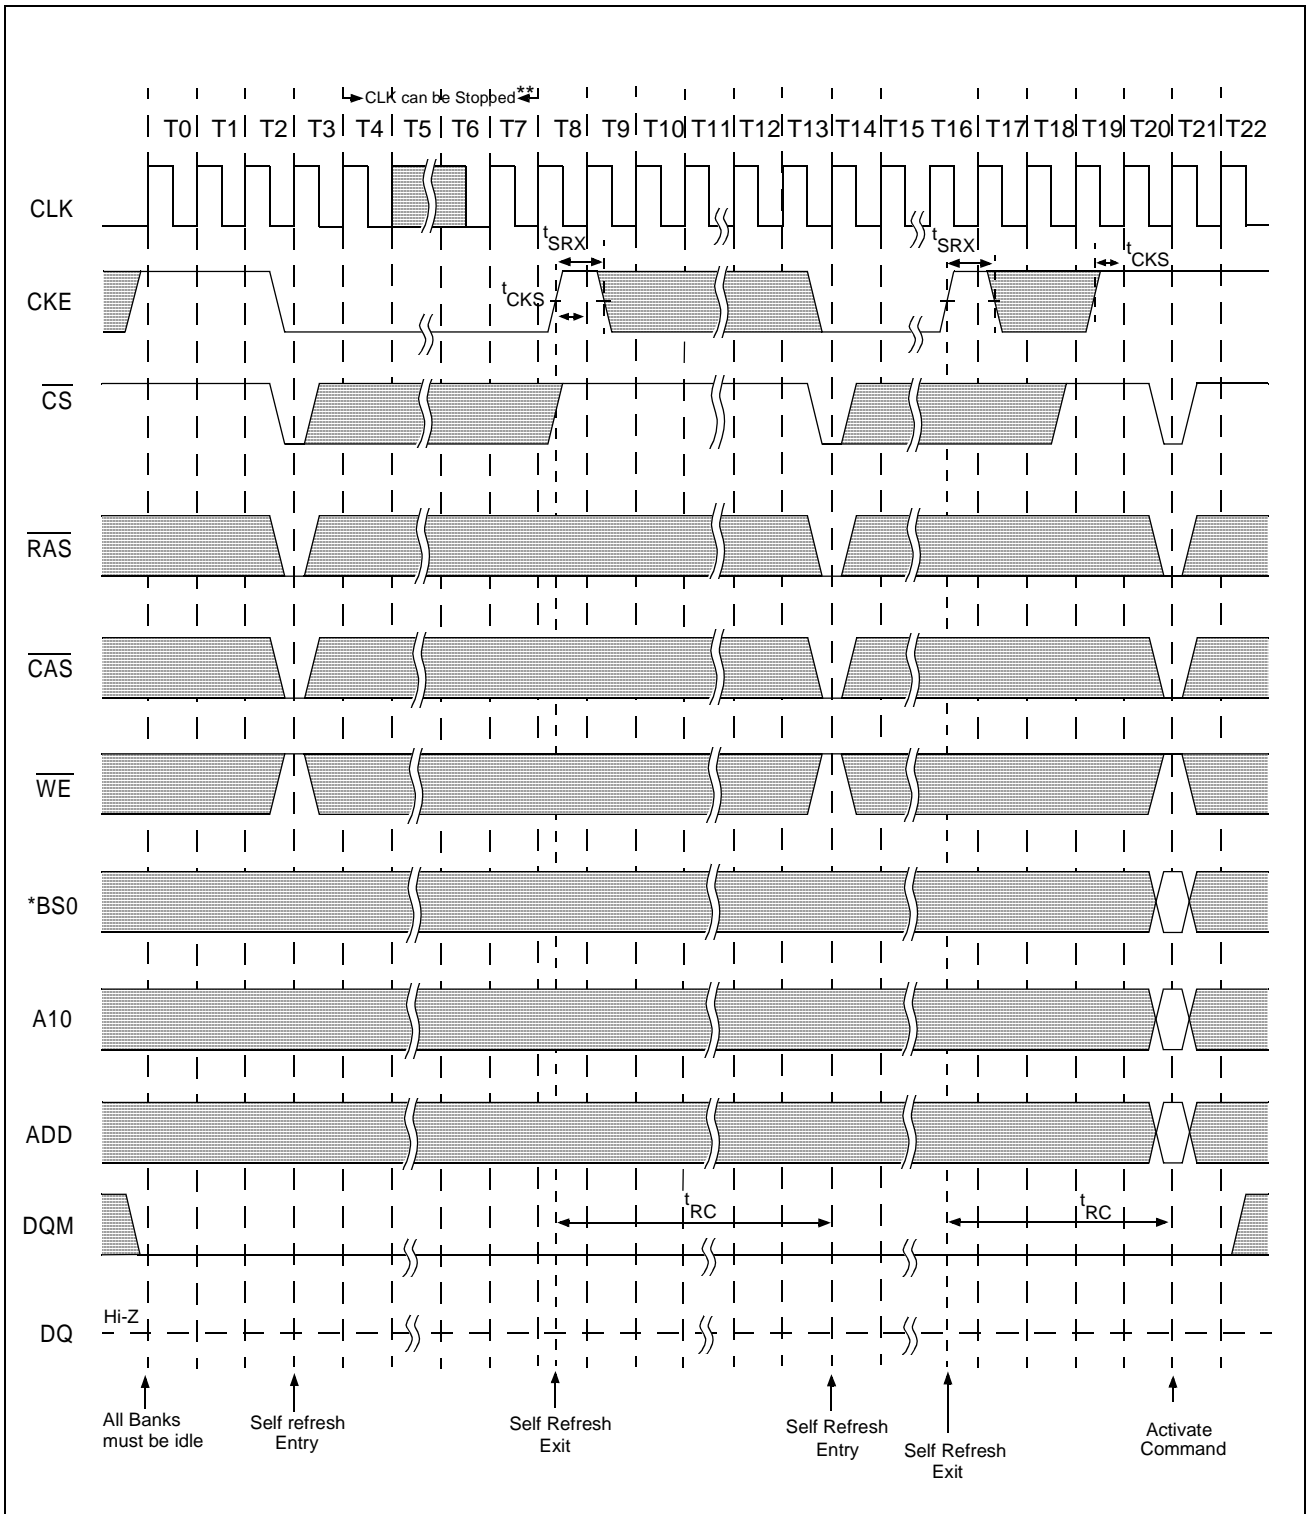 CLK can be Stopped**
T0 T1 T2 T3 T4 T5 T6 T7 T8 T9 T10 T11 T12 T13 T14 T15 T16 T17 T18 T19 T20 T21 T22
CLK
tSRX tSRX tCKS
CKE
tCKS
CS
RAS
CAS
WE
*BS0
A10
ADD
tRC tRC
DQM
Hi-Z
DQ
All Banks
must be idle
Self refresh
Entry
Self Refresh
Exit
Self Refresh
Entry
Self Refresh
Exit
Activate
Command